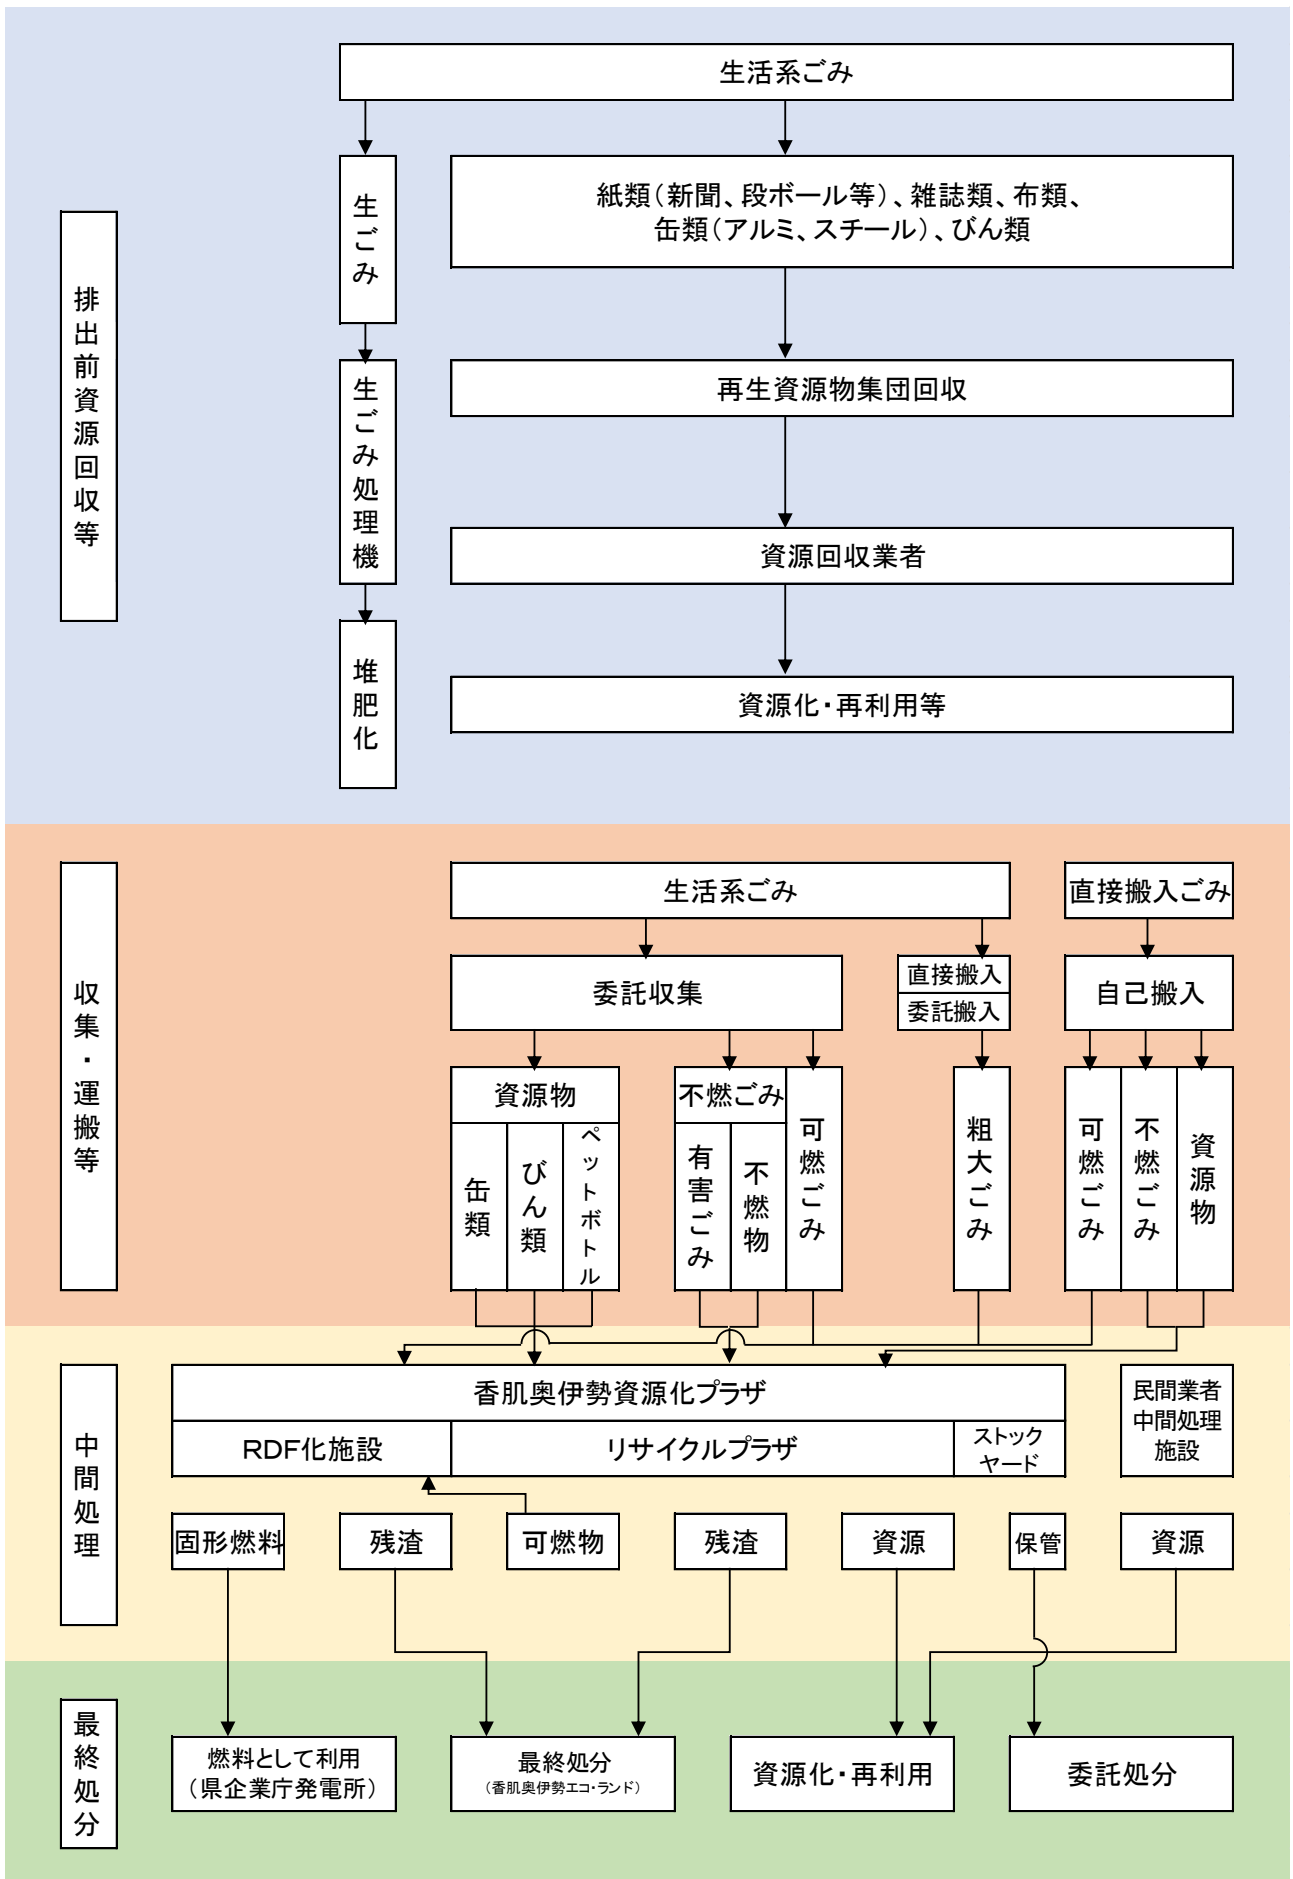 生活系ごみ
生ごみ
紙類(新聞、段ボール等)、雑誌類、布類、
缶類(アルミ、スチール)、びん類
排出前資源回収等
生ごみ処理機
再生資源物集団回収
資源回収業者
堆肥化
資源化・再利用等
収集・運搬等
生活系ごみ
直接搬入ごみ
委託収集
直接搬入
委託搬入
自己搬入
資源物
缶類
びん類
ペットボトル
不燃ごみ
有害ごみ
不燃物
可燃ごみ
粗大ごみ
可燃ごみ
不燃ごみ
資源物
中間処理
香肌奥伊勢資源化プラザ
RDF化施設
リサイクルプラザ
ストック
ヤード
民間業者
中間処理
施設
固形燃料
残渣
可燃物
残渣
資源
保管
資源
最終処分
燃料として利用
(県企業庁発電所)
最終処分
(香肌奥伊勢エコ・ランド)
資源化・再利用
委託処分